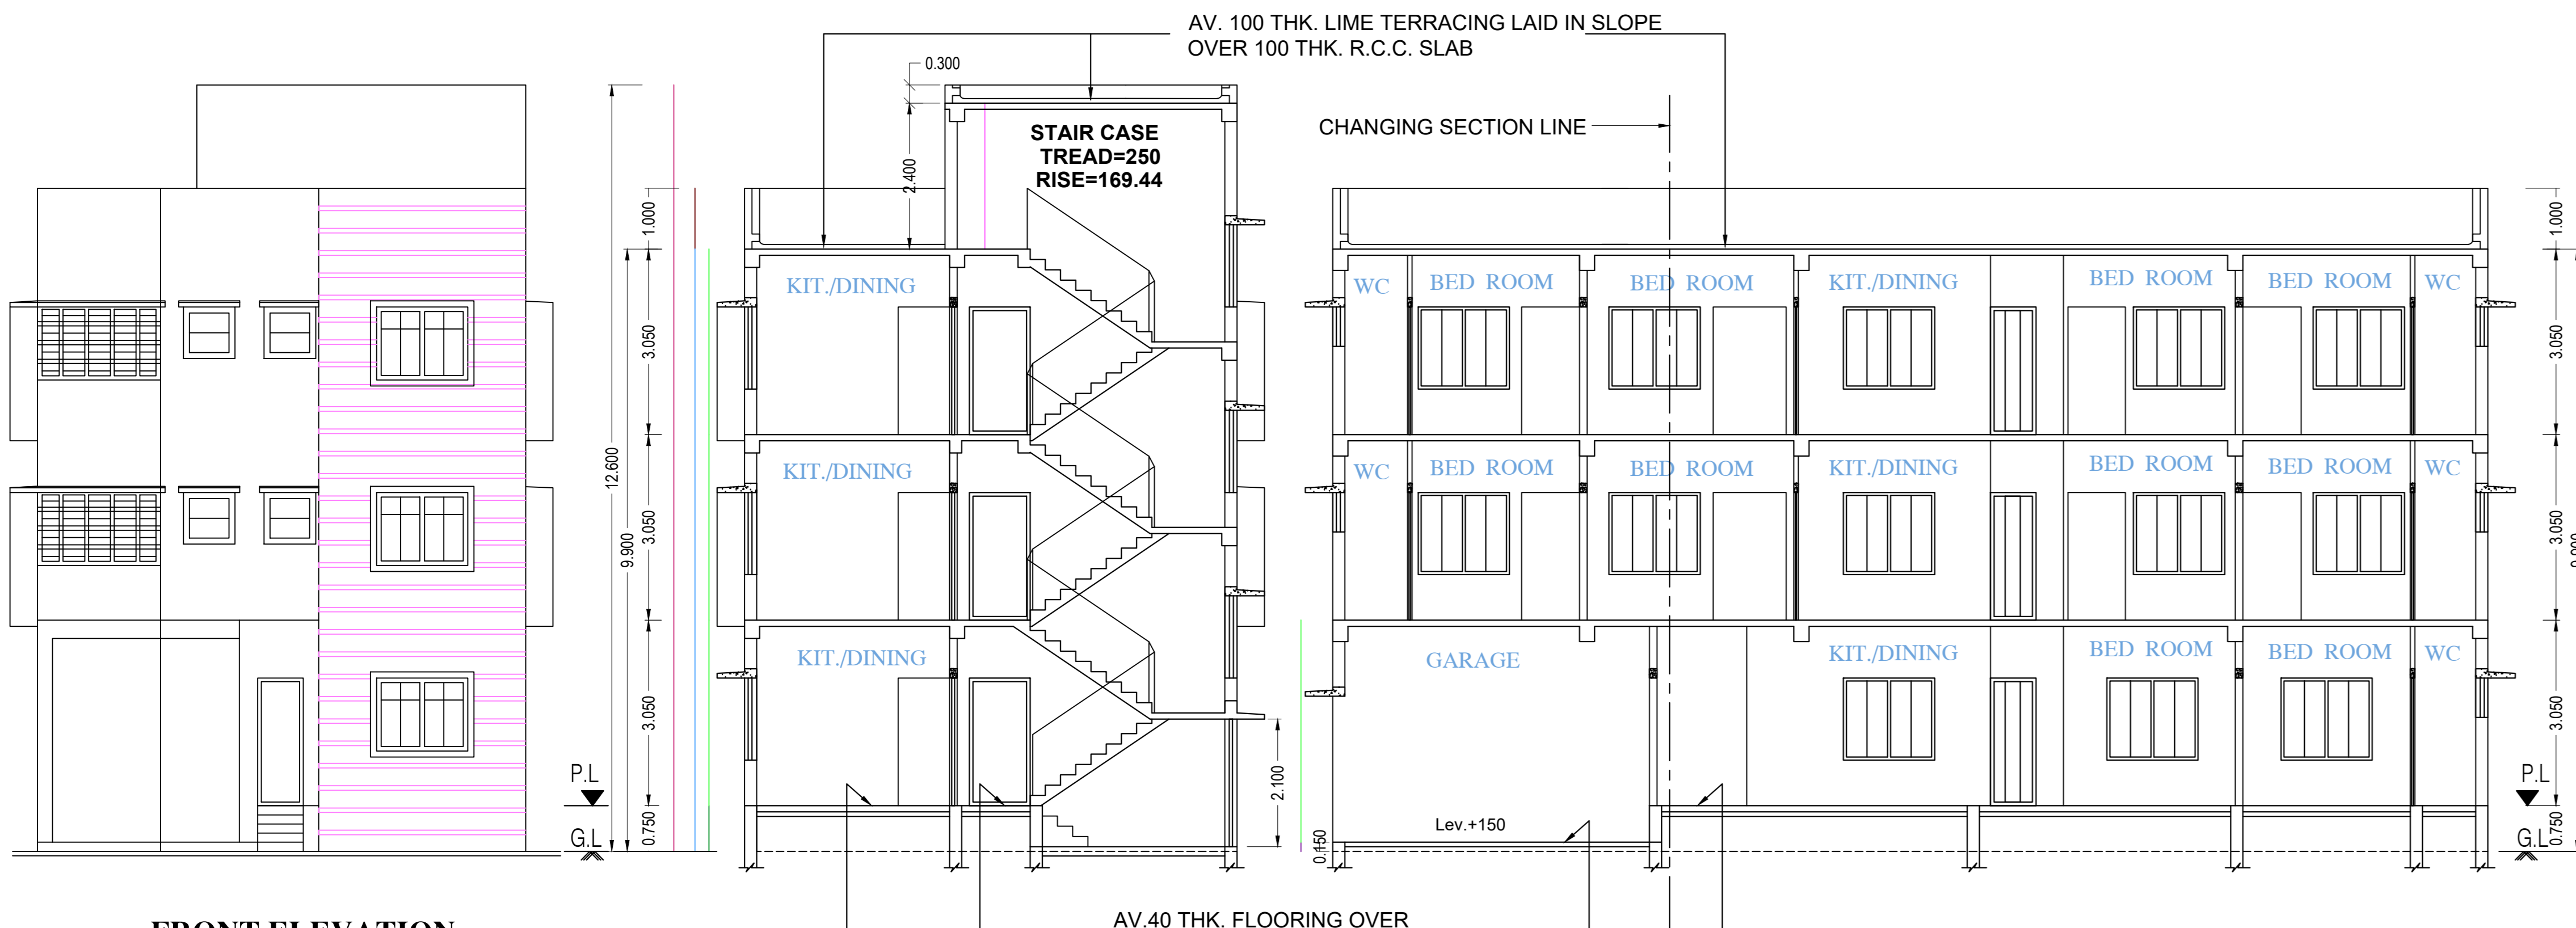 AV. 100 THK. LIME TERRACING LAID IN SLOPE
OVER 100 THK. R.C.C. SLAB
0.300
2.400
STAIR CASE
TREAD=250
RISE=169.44
CHANGING SECTION LINE
12.600
9.900
1.000
3.050
3.050
3.050
0.750
P.L
G.L
KIT./DINING
KIT./DINING
KIT./DINING
2.100
WC
BED ROOM
BED ROOM
KIT./DINING
BED ROOM
BED ROOM
WC
WC
BED ROOM
BED ROOM
KIT./DINING
BED ROOM
BED ROOM
WC
GARAGE
KIT./DINING
BED ROOM
BED ROOM
WC
Lev.+150
0.150
1.000
3.050
3.050
3.050
0.750
P.L
G.L
FRONT ELEVATION
AV.40 THK. FLOORING OVER